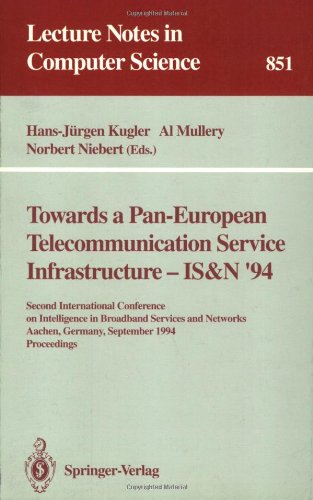 Lecture Notes in
Computer Science 851
Hans-Jürgen Kugler Al Mullery
Norbert Niebert (Eds.)
Towards a Pan-European
Telecommunication Service
Infrastructure – IS&N '94
Second International Conference
on Intelligence in Broadband Services and Networks
Aachen, Germany, September 1994
Proceedings
Springer-Verlag